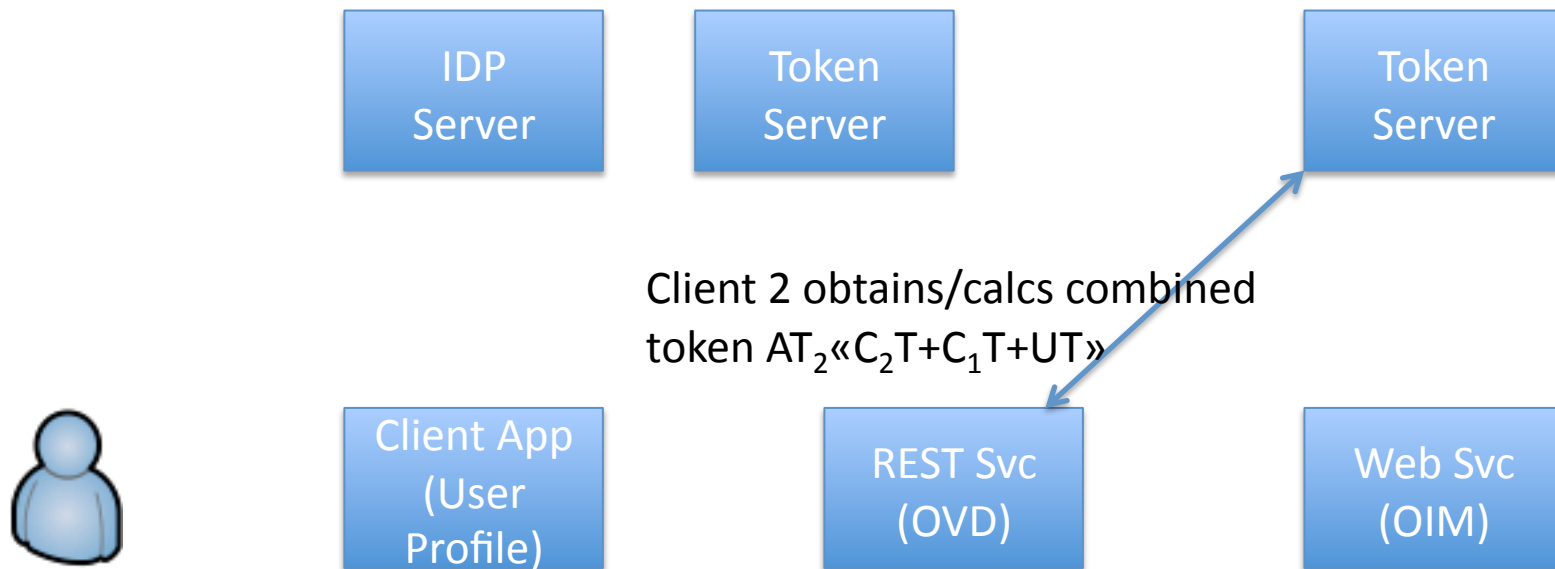 IDP
Server
Token
Server
Token
Server
Client 2 obtains/calcs combined
token AT₂«C₂T+C₁T+UT»
Client App
(User
Profile)
REST Svc
(OVD)
Web Svc
(OIM)